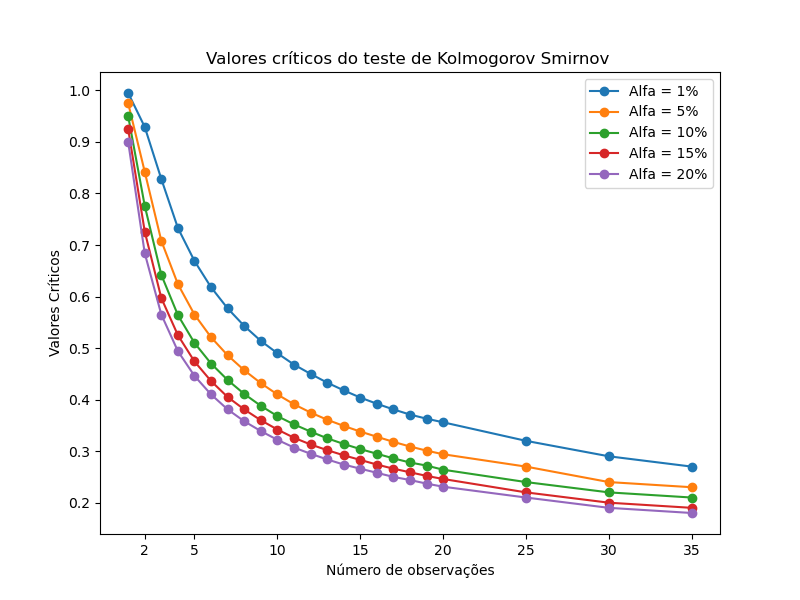 Valores críticos do teste de Kolmogorov Smirnov
Alfa = 1%
Alfa = 5%
Alfa = 10%
Alfa = 15%
Alfa = 20%
Valores Críticos
1.0
0.9
0.8
0.7
0.6
0.5
0.4
0.3
0.2
2 5 10 15 20 25 30 35
Número de observações